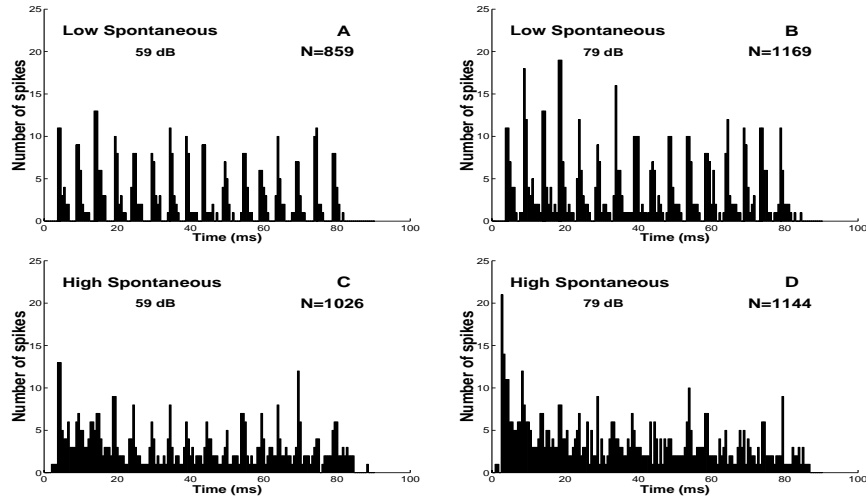 25
Low Spontaneous A
59 dB N=859
20
15
10
5
0
Number of spikes
0 20 40 60 80 100
Time (ms)
25
Low Spontaneous B
79 dB N=1169
20
15
10
5
0
Number of spikes
0 20 40 60 80 100
Time (ms)
25
High Spontaneous C
59 dB N=1026
20
15
10
5
0
Number of spikes
0 20 40 60 80 100
Time (ms)
25
High Spontaneous D
79 dB N=1144
20
15
10
5
0
Number of spikes
0 20 40 60 80 100
Time (ms)